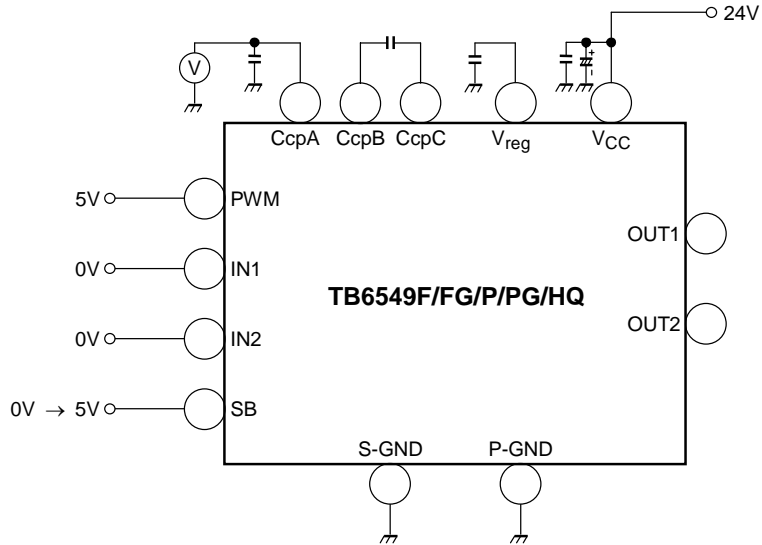 24V
V
+
-
CcpA CcpB CcpC Vreg VCC
5V PWM
OUT1
0V IN1
TB6549F/FG/P/PG/HQ
0V IN2
OUT2
0V → 5V SB
S-GND P-GND